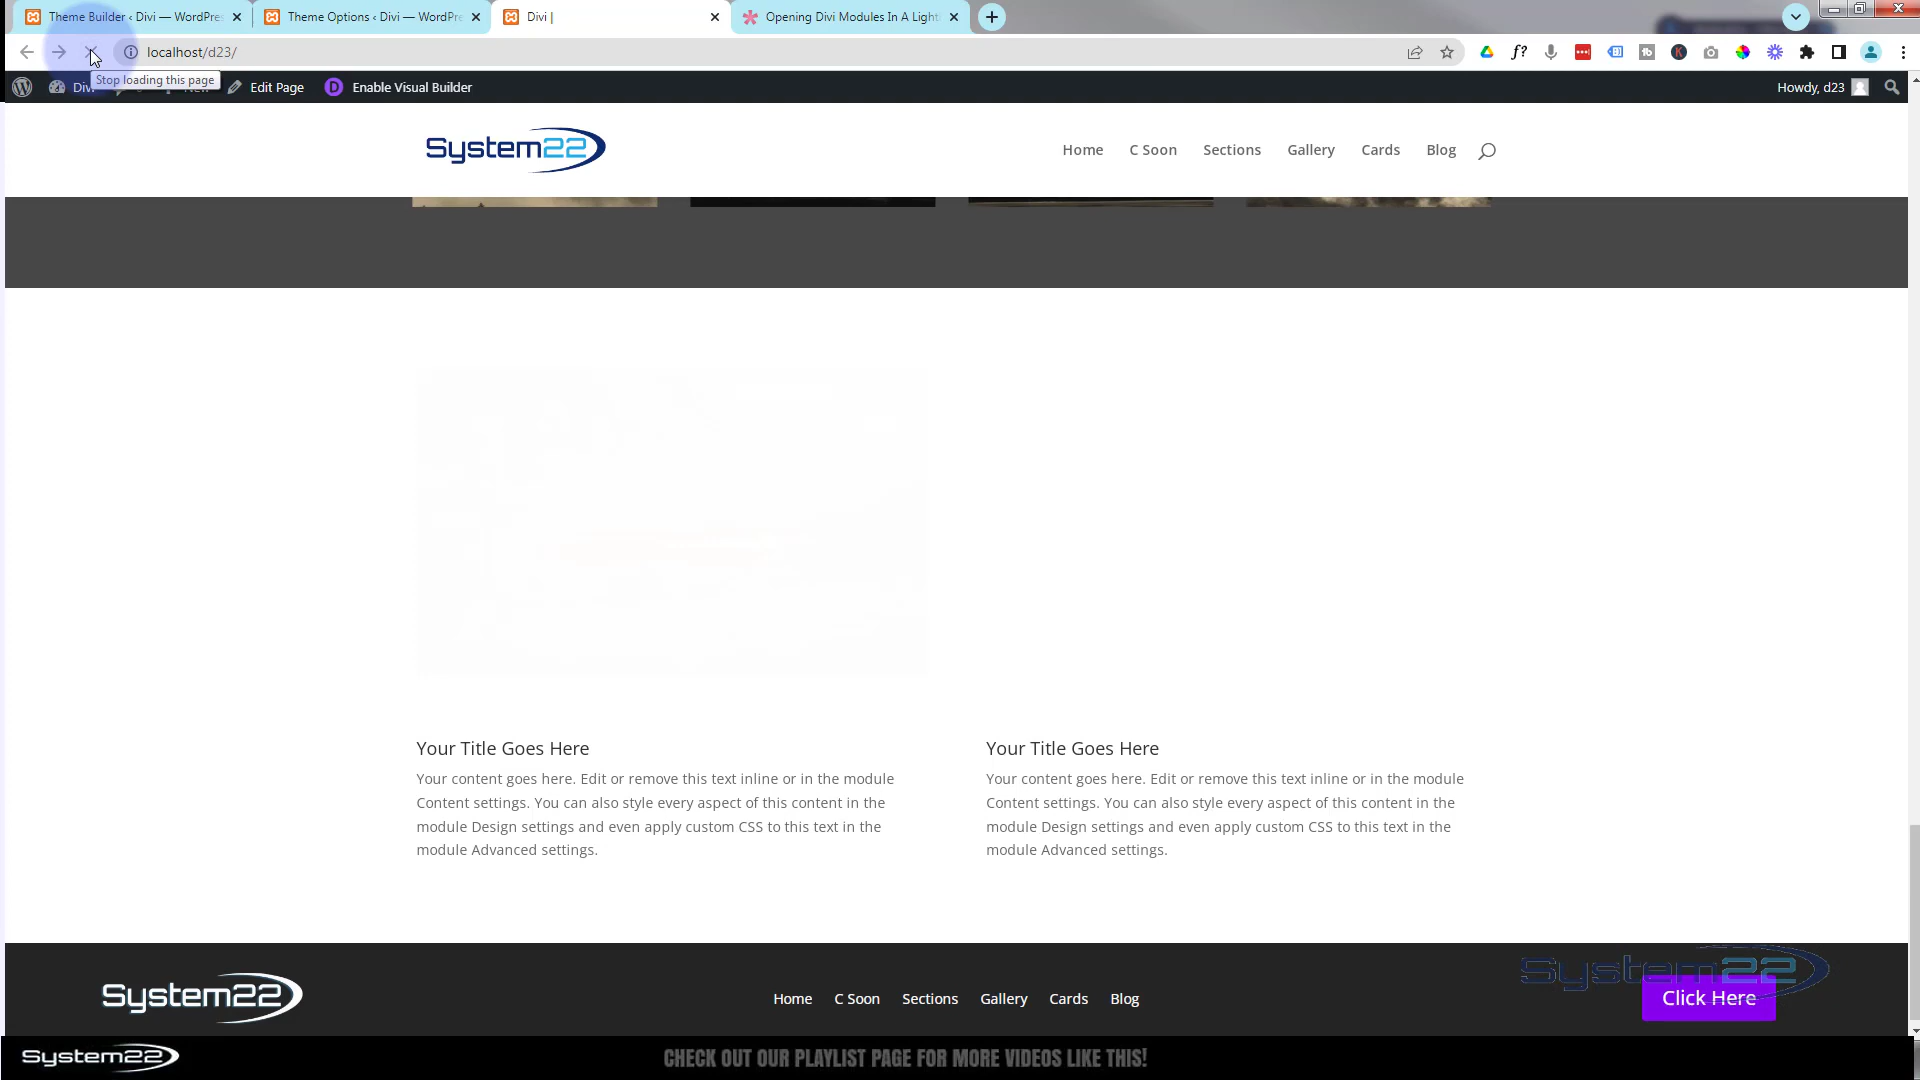 Theme Builder ‹ Divi — WordPre
Theme Options ‹ Divi — WordPre
Divi |
Opening Divi Modules In A Light
localhost/d23/
Stop loading this page
Div
New
Edit Page
D
Enable Visual Builder
Howdy, d23
System22
Home
C Soon
Sections
Gallery
Cards
Blog
Your Title Goes Here
Your content goes here. Edit or remove this text inline or in the module
Content settings. You can also style every aspect of this content in the
module Design settings and even apply custom CSS to this text in the
module Advanced settings.
Your Title Goes Here
Your content goes here. Edit or remove this text inline or in the module
Content settings. You can also style every aspect of this content in the
module Design settings and even apply custom CSS to this text in the
module Advanced settings.
System22
Home
C Soon
Sections
Gallery
Cards
Blog
System22
Click Here
System22
CHECK OUT OUR PLAYLIST PAGE FOR MORE VIDEOS LIKE THIS!